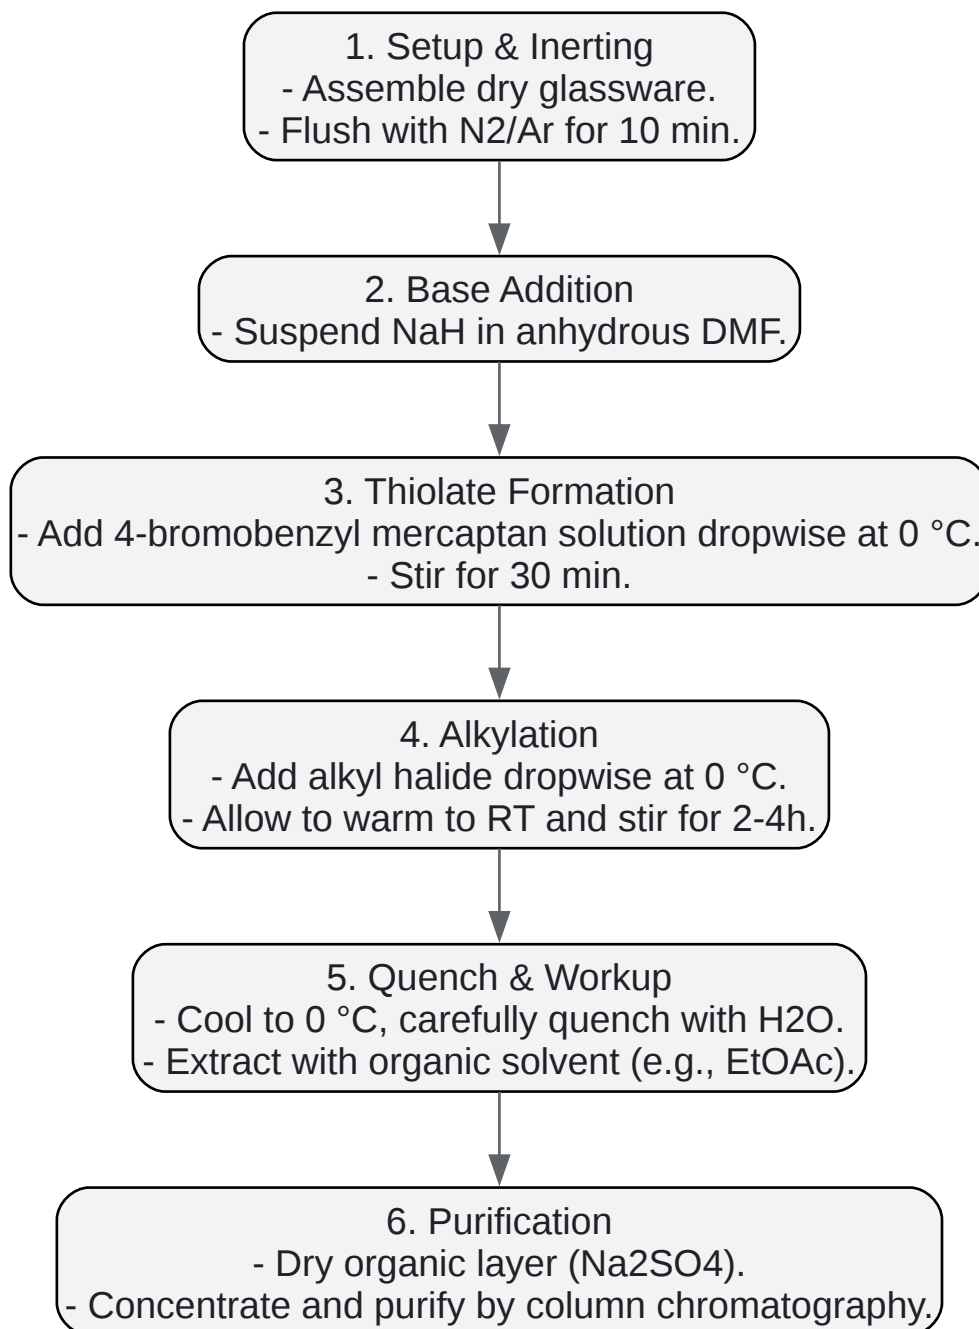 1. Setup & Inerting
- Assemble dry glassware.
- Flush with N2/Ar for 10 min.
2. Base Addition
- Suspend NaH in anhydrous DMF.
3. Thiolate Formation
- Add 4-bromobenzyl mercaptan solution dropwise at 0 °C.
- Stir for 30 min.
4. Alkylation
- Add alkyl halide dropwise at 0 °C.
- Allow to warm to RT and stir for 2-4h.
5. Quench & Workup
- Cool to 0 °C, carefully quench with H2O.
- Extract with organic solvent (e.g., EtOAc).
6. Purification
- Dry organic layer (Na2SO4).
- Concentrate and purify by column chromatography.